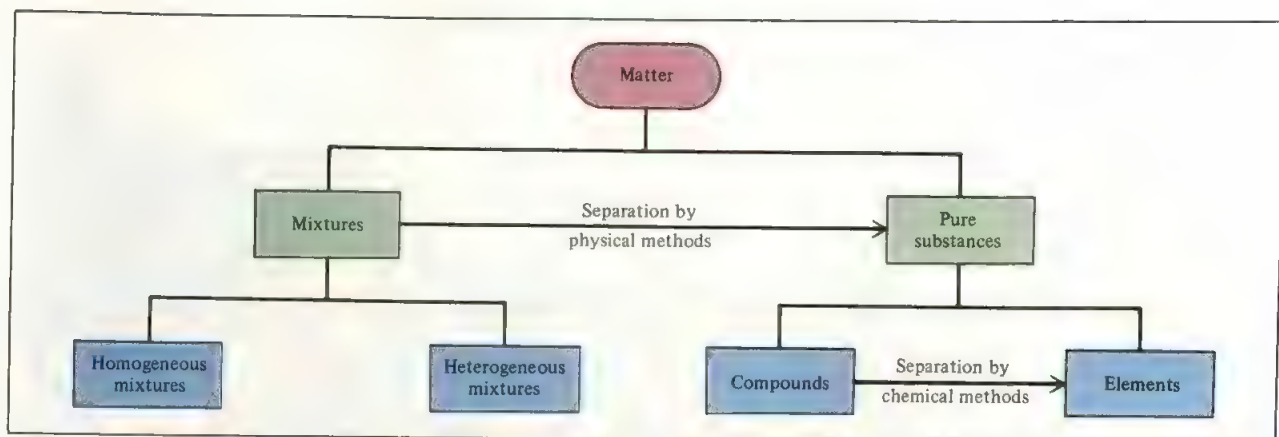 Matter
Mixtures
Separation by
physical methods
Pure
substances
Homogeneous
mixtures
Heterogeneous
mixtures
Compounds
Separation by
chemical methods
Elements